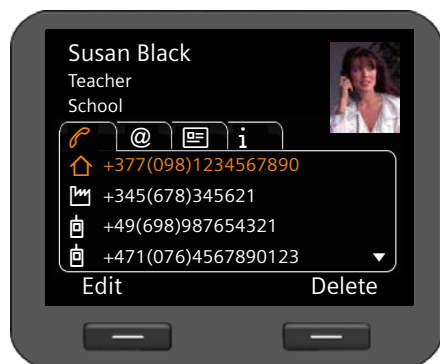 Susan Black
Teacher
School
@ i
+377(098)1234567890
+345(678)345621
+49(698)987654321
+471(076)4567890123
Edit Delete